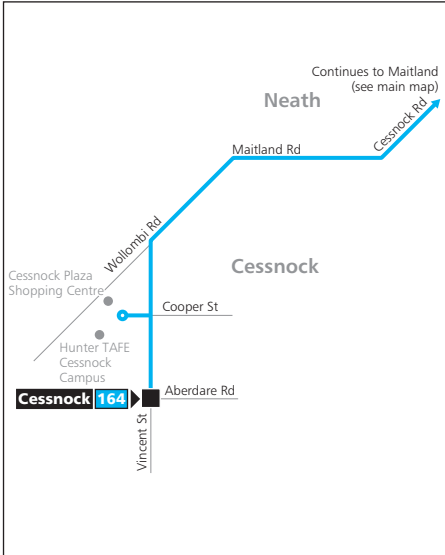 Continues to Maitland
(see main map)
Neath
Cessnock Rd
Maitland Rd
Wollombi Rd
Cessnock
Cessnock Plaza
Shopping Centre
Cooper St
Hunter TAFE
Cessnock
Campus
Cessnock 164
Aberdare Rd
Vincent St